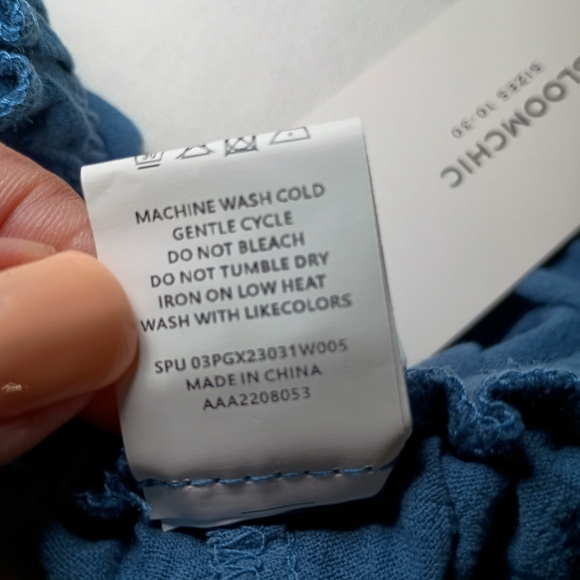 MACHINE WASH COLD
GENTLE CYCLE
DO NOT BLEACH
DO NOT TUMBLE DRY
IRON ON LOW HEAT
WASH WITH LIKECOLORS
SPU 03PGX23031W005
MADE IN CHINA
AAA2208053
BLOOMCHIC
SIZES 10-30